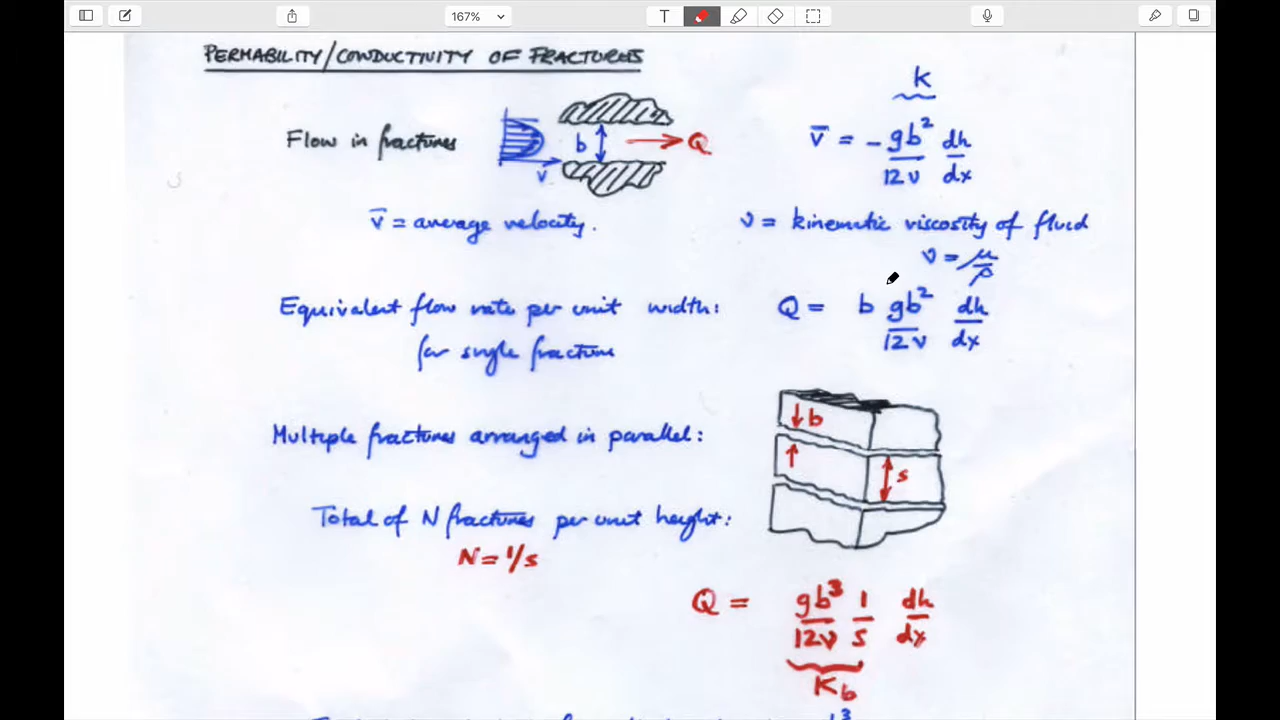 167%
T
PERMABILITY/CONDUCTIVITY OF FRACTURES
k
Flow in fractures
b
Q
v
v̄ = - gb²/12ν dh/dx
v̄ = average velocity.
ν = kinematic viscosity of fluid
ν = μ/ρ
Equivalent flow rate per unit width:
for single fracture
Q = b gb²/12ν dh/dx
Multiple fractures arranged in parallel:
b
s
Total of N fractures per unit height:
N = 1/s
Q = gb³/12ν 1/s dh/dx
K_b